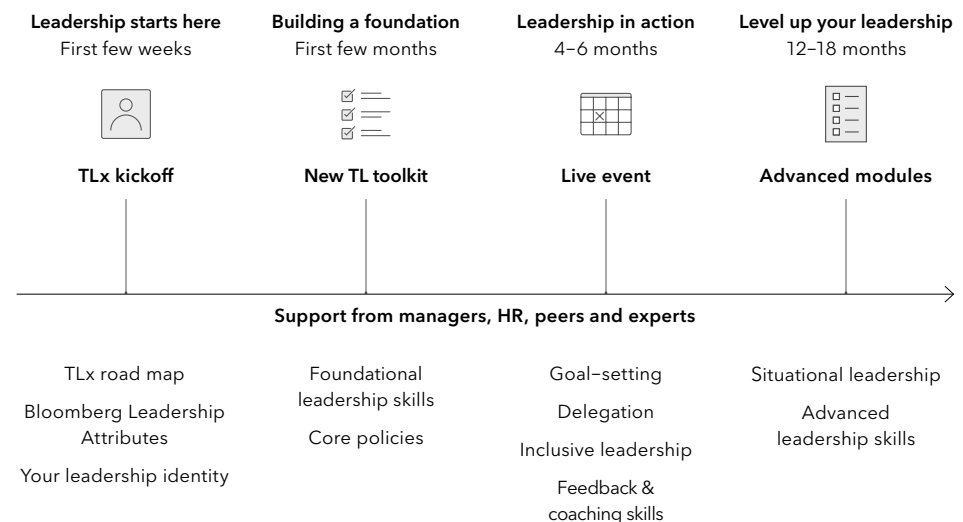 Leadership starts here
First few weeks
Building a foundation
First few months
Leadership in action
4–6 months
Level up your leadership
12–18 months
TLx kickoff
New TL toolkit
Live event
Advanced modules
Support from managers, HR, peers and experts
TLx road map
Bloomberg Leadership
Attributes
Your leadership identity
Foundational
leadership skills
Core policies
Goal–setting
Delegation
Inclusive leadership
Feedback &
coaching skills
Situational leadership
Advanced
leadership skills